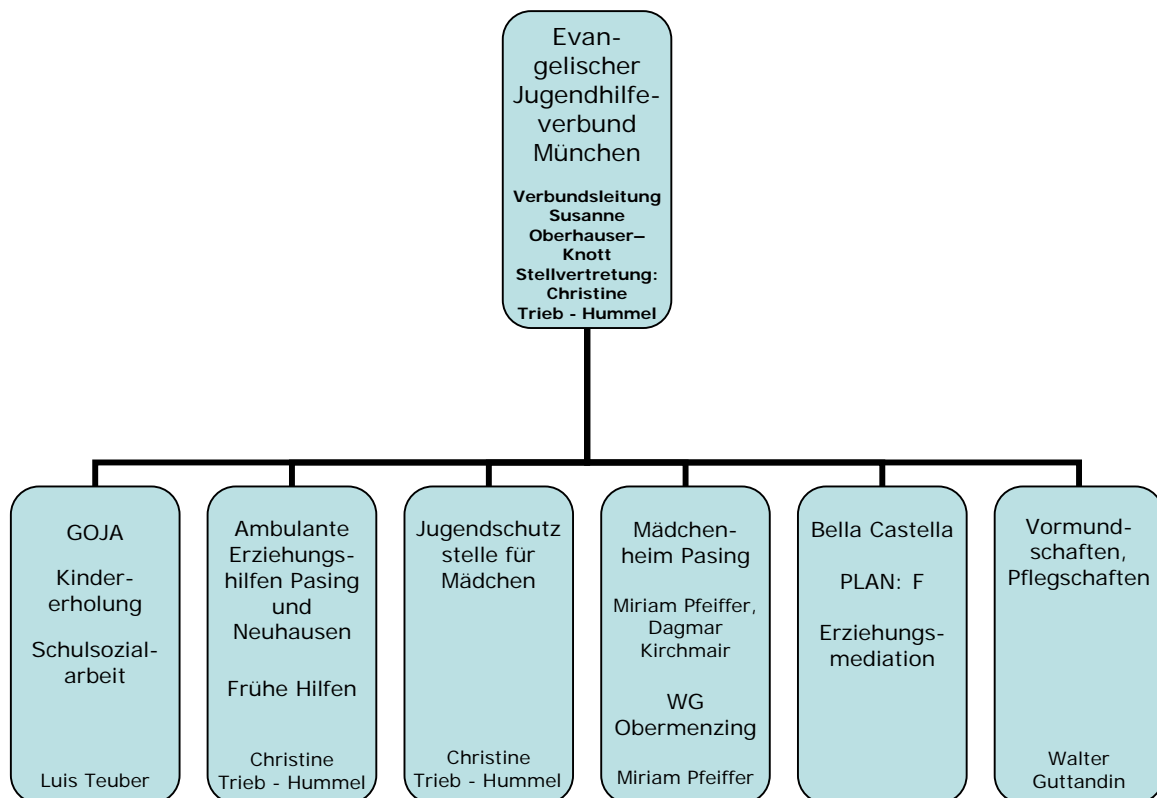 Evan-
gelischer
Jugendhilfe-
verbund
München
Verbundsleitung
Susanne
Oberhauser–
Knott
Stellvertretung:
Christine
Trieb - Hummel
GOJA
Kinder-
erholung
Schulsozial-
arbeit
Luis Teuber
Ambulante
Erziehungs-
hilfen Pasing
und
Neuhausen
Frühe Hilfen
Christine
Trieb - Hummel
Jugendschutz
stelle für
Mädchen
Christine
Trieb - Hummel
Mädchen-
heim Pasing
Miriam Pfeiffer,
Dagmar
Kirchmair
WG
Obermenzing
Miriam Pfeiffer
Bella Castella
PLAN: F
Erziehungs-
mediation
Vormund-
schaften,
Pflegschaften
Walter
Guttandin